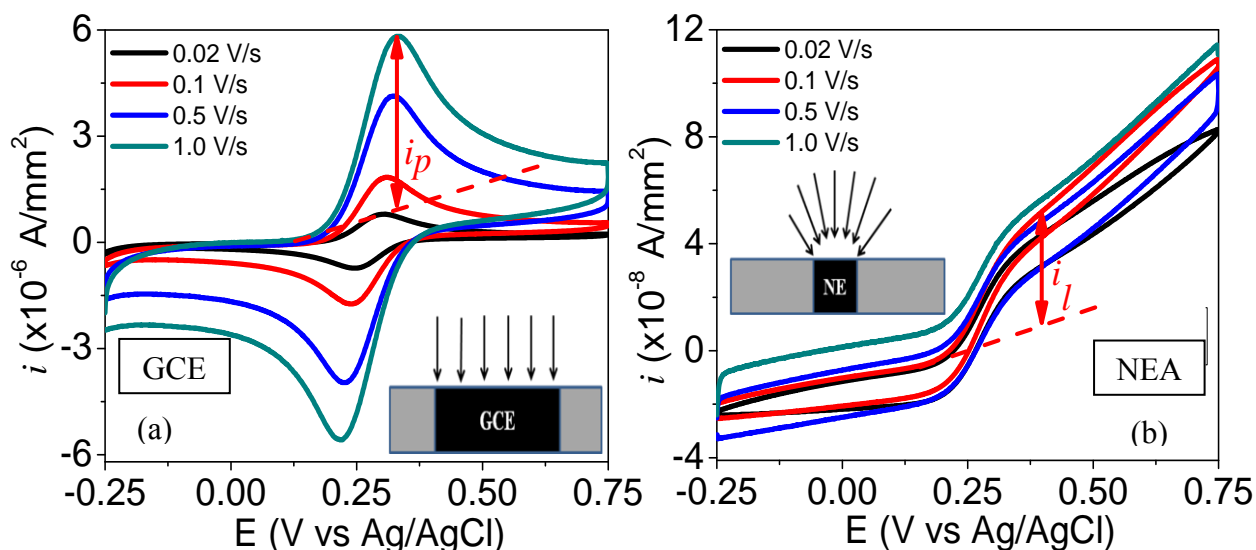 6
3
0
-3
-6
i (x10⁻⁶ A/mm²)
0.02 V/s
0.1 V/s
0.5 V/s
1.0 V/s
iₚ
GCE
GCE
(a)
-0.25 0.00 0.25 0.50 0.75
E (V vs Ag/AgCl)
12
8
4
0
-4
i (x10⁻⁸ A/mm²)
0.02 V/s
0.1 V/s
0.5 V/s
1.0 V/s
NE
iₗ
NEA
(b)
-0.25 0.00 0.25 0.50 0.75
E (V vs Ag/AgCl)